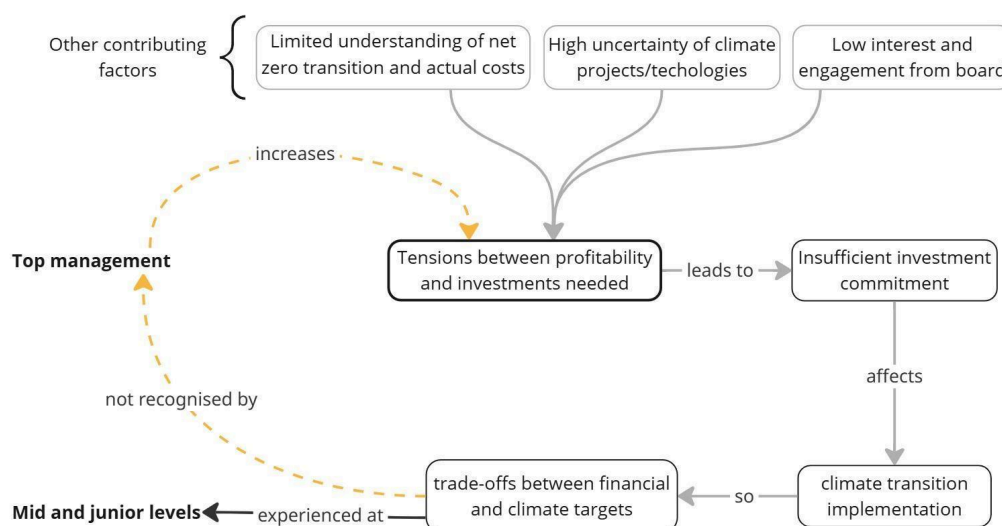 Other contributing
factors
Limited understanding of net
zero transition and actual costs
High uncertainty of climate
projects/techologies
Low interest and
engagement from board
increases
Top management
Tensions between profitability
and investments needed
leads to
Insufficient investment
commitment
affects
not recognised by
trade-offs between financial
and climate targets
so
climate transition
implementation
Mid and junior levels
experienced at